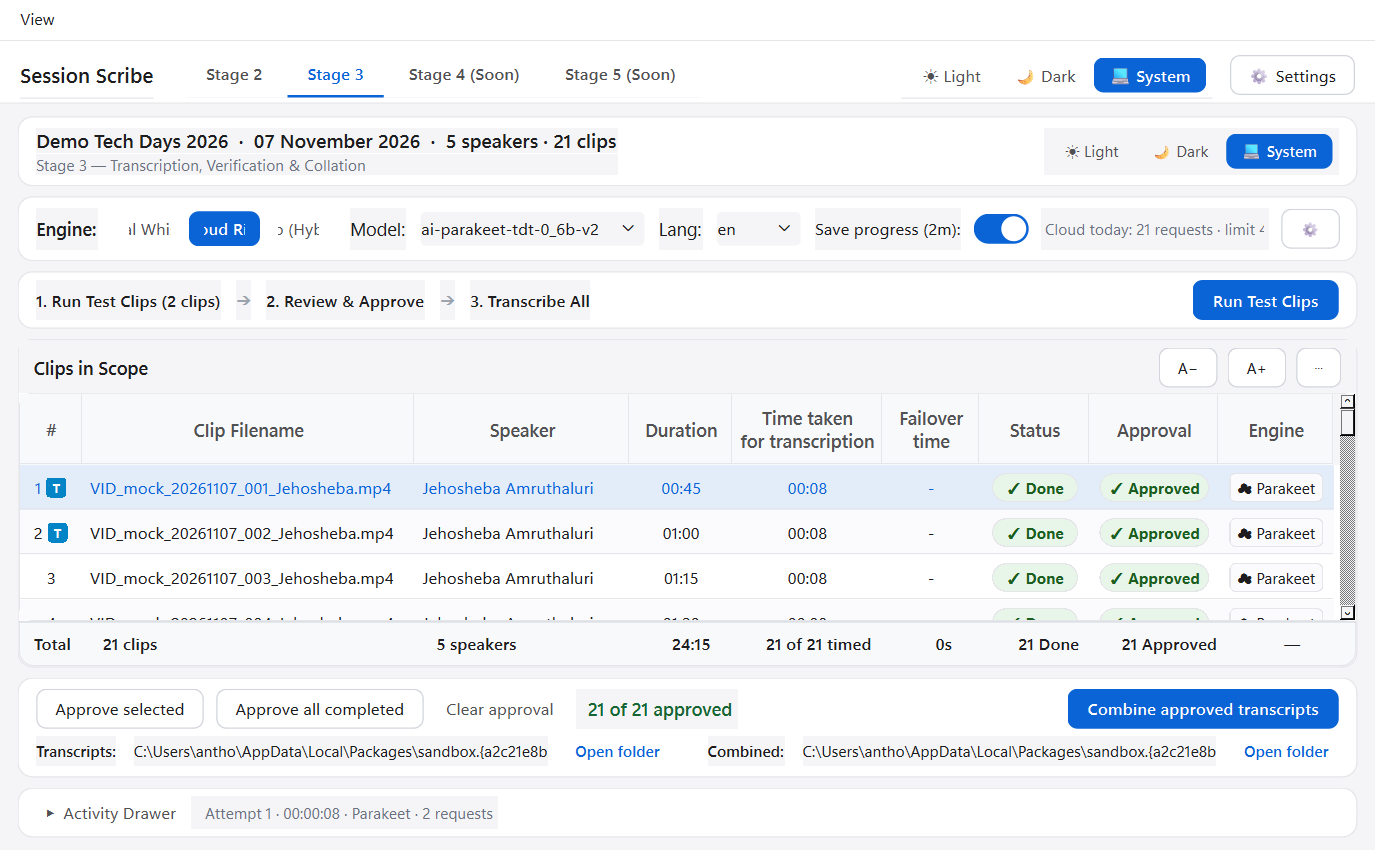 View
Session Scribe Stage 2 Stage 3 Stage 4 (Soon) Stage 5 (Soon) Light Dark System Settings
Demo Tech Days 2026 · 07 November 2026 · 5 speakers · 21 clips
Stage 3 — Transcription, Verification & Collation
Light Dark System
Engine: Model: ai-parakeet-tdt-0_6b-v2 Lang: en Save progress (2m): Cloud today: 21 requests · limit
1. Run Test Clips (2 clips) → 2. Review & Approve → 3. Transcribe All Run Test Clips
Clips in Scope A− A+ ...
# Clip Filename Speaker Duration Time taken for transcription Failover time Status Approval Engine
1 T VID_mock_20261107_001_Jehosheba.mp4 Jehosheba Amruthaluri 00:45 00:08 - ✓ Done ✓ Approved Parakeet
2 T VID_mock_20261107_002_Jehosheba.mp4 Jehosheba Amruthaluri 01:00 00:08 - ✓ Done ✓ Approved Parakeet
3 VID_mock_20261107_003_Jehosheba.mp4 Jehosheba Amruthaluri 01:15 00:08 - ✓ Done ✓ Approved Parakeet
Total 21 clips 5 speakers 24:15 21 of 21 timed 0s 21 Done 21 Approved —
Approve selected Approve all completed Clear approval 21 of 21 approved Combine approved transcripts
Transcripts: C:\Users\antho\AppData\Local\Packages\sandbox.{a2c21e8b Open folder Combined: C:\Users\antho\AppData\Local\Packages\sandbox.{a2c21e8b Open folder
Activity Drawer Attempt 1 · 00:00:08 · Parakeet · 2 requests